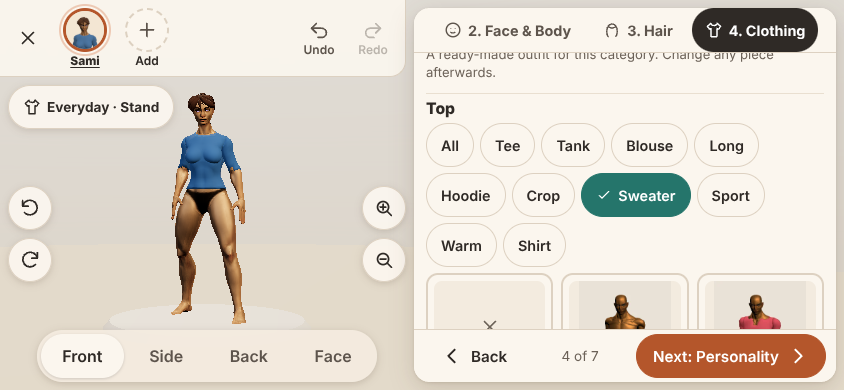 Sami
Add
Undo
Redo
Everyday · Stand
Front
Side
Back
Face
2. Face & Body
3. Hair
4. Clothing
A ready-made outfit for this category. Change any piece
afterwards.
Top
All
Tee
Tank
Blouse
Long
Hoodie
Crop
Sweater
Sport
Warm
Shirt
Back
4 of 7
Next: Personality